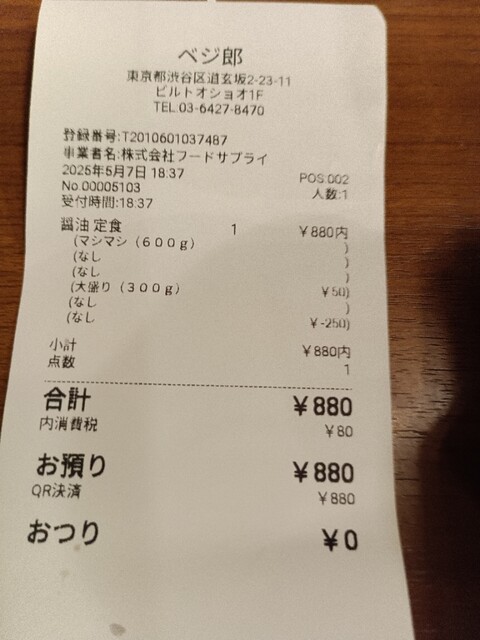 ベジ郎
東京都渋谷区道玄坂2-23-11
ビルトオショオ1F
TEL.03-6427-8470
登録番号:T2010601037487
事業者名:株式会社フードサプライ
2025年5月7日 18:37 POS:002
No.00005103 人数:1
受付時間:18:37
醤油 定食 1 ¥880内
(マシマシ（600g） )
(なし )
(なし )
(大盛り（300g） ¥50)
(なし )
(なし ¥-250)
小計 ¥880内
点数 1
合計 ¥880
内消費税 ¥80
お預り ¥880
QR決済 ¥880
おつり ¥0